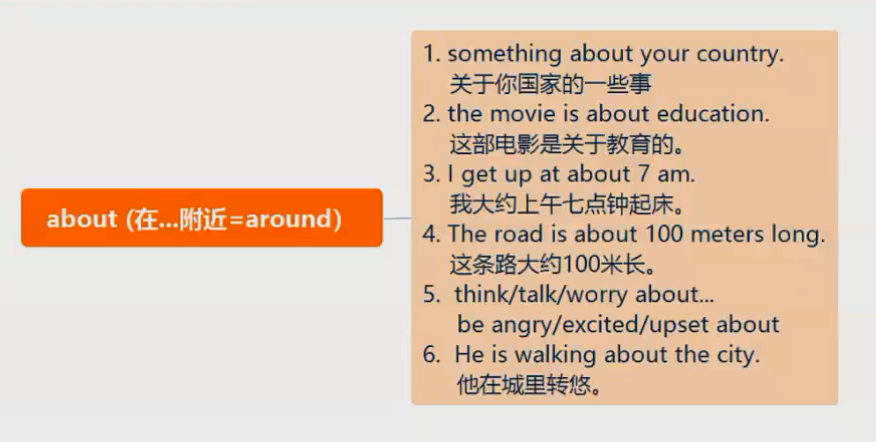 about (在...附近=around)
1. something about your country.
关于你国家的一些事
2. the movie is about education.
这部电影是关于教育的。
3. I get up at about 7 am.
我大约上午七点钟起床。
4. The road is about 100 meters long.
这条路大约100米长。
5. think/talk/worry about...
be angry/excited/upset about
6. He is walking about the city.
他在城里转悠。